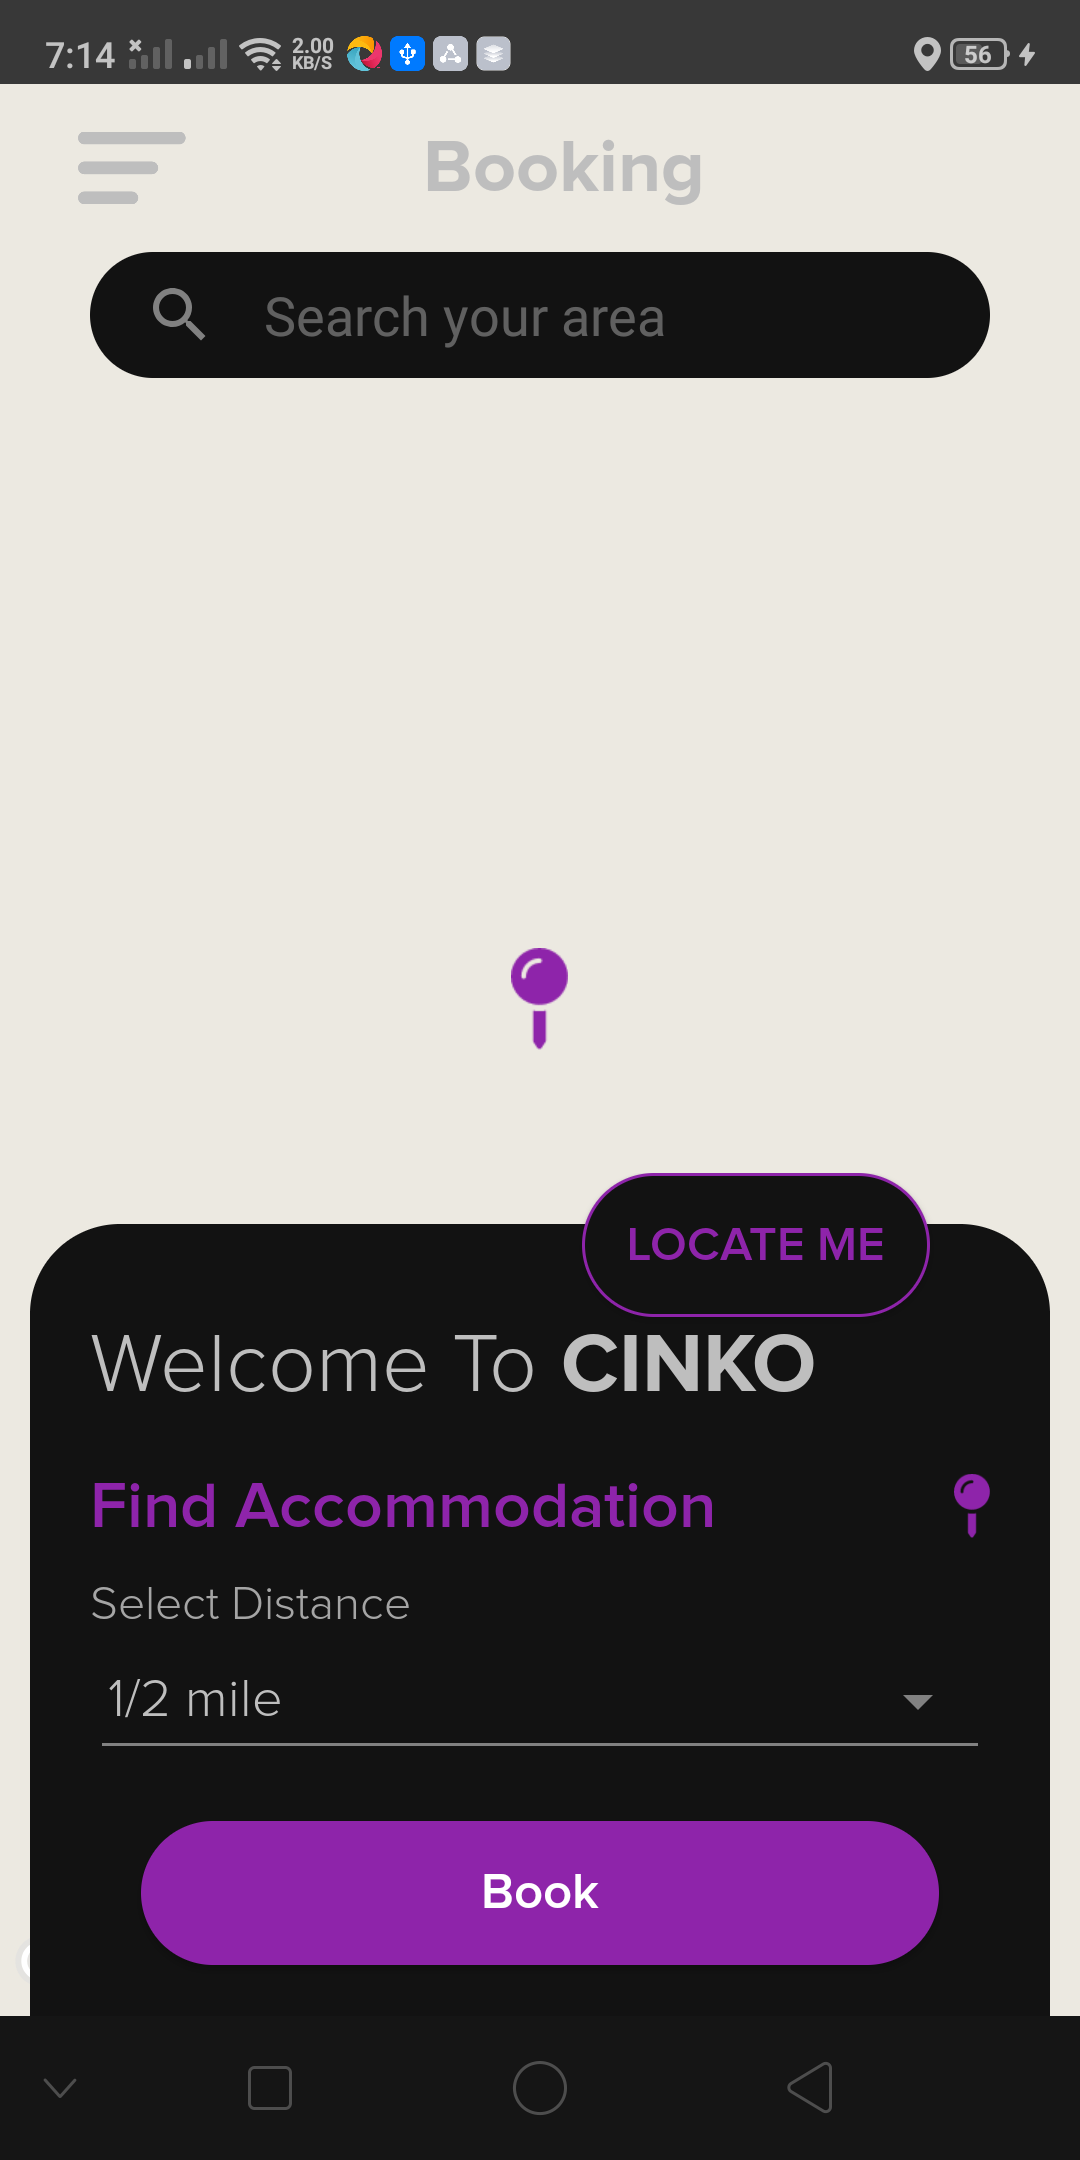 7:14 2.00 KB/S 56
Booking
Search your area
LOCATE ME
Welcome To CINKO
Find Accommodation
Select Distance
1/2 mile
Book